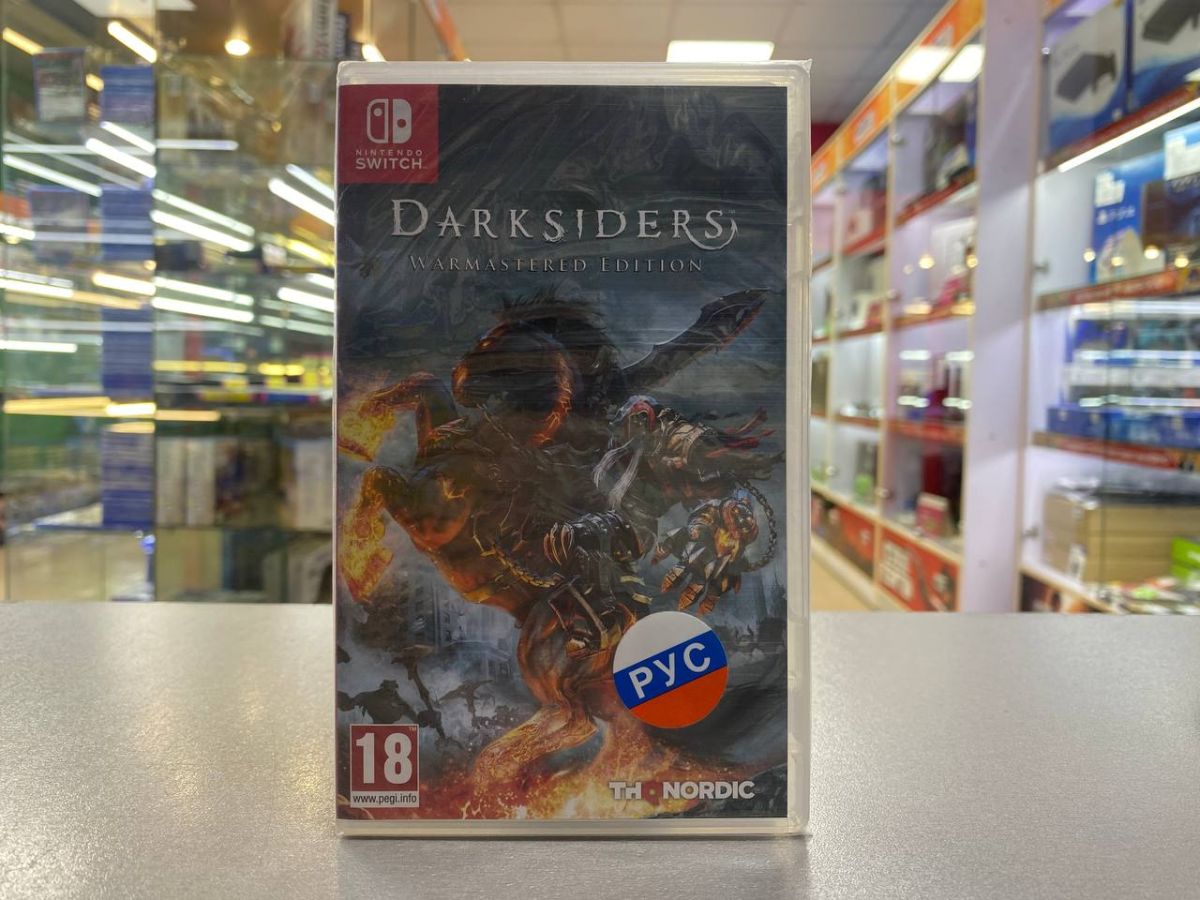 NINTENDO
SWITCH
DARKSIDERS
WARMASTERED EDITION
РУС
18
www.pegi.info
THQ NORDIC